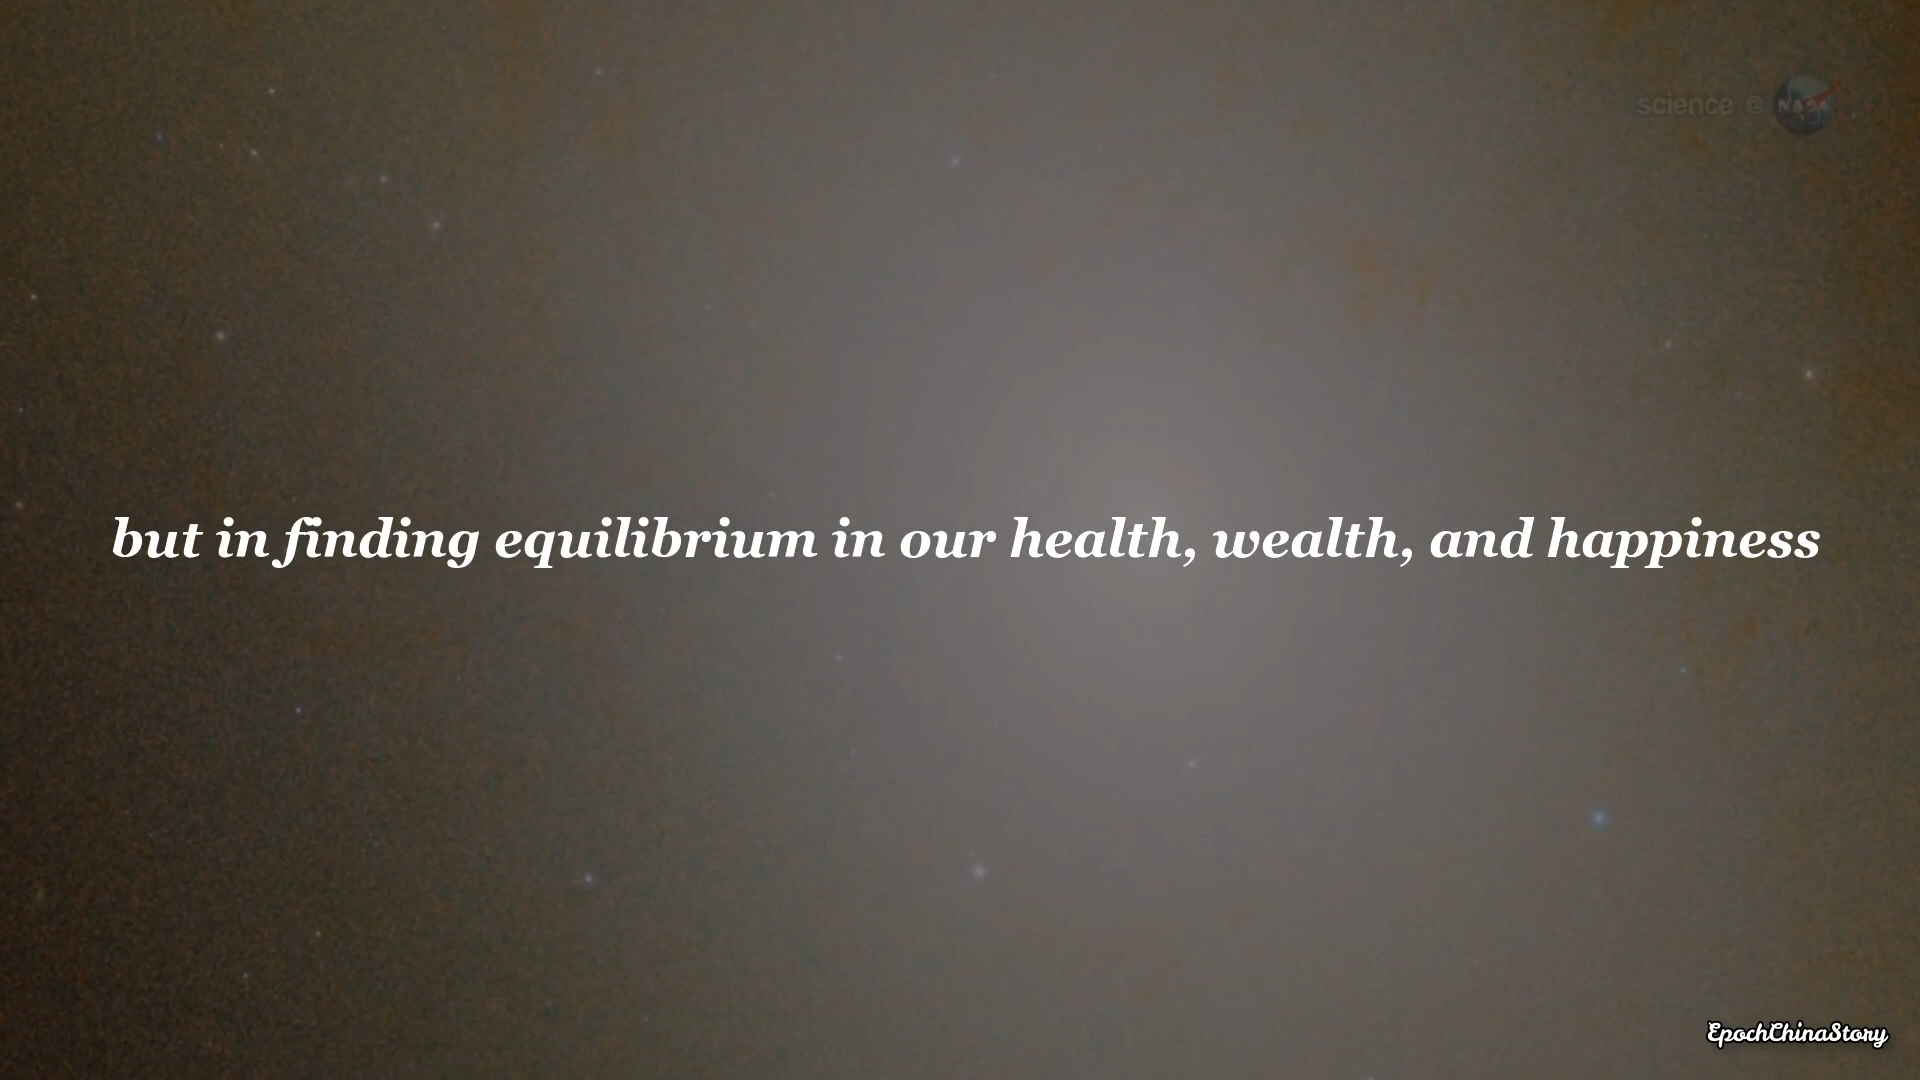 science @ NASA
but in finding equilibrium in our health, wealth, and happiness
EpochChinaStory